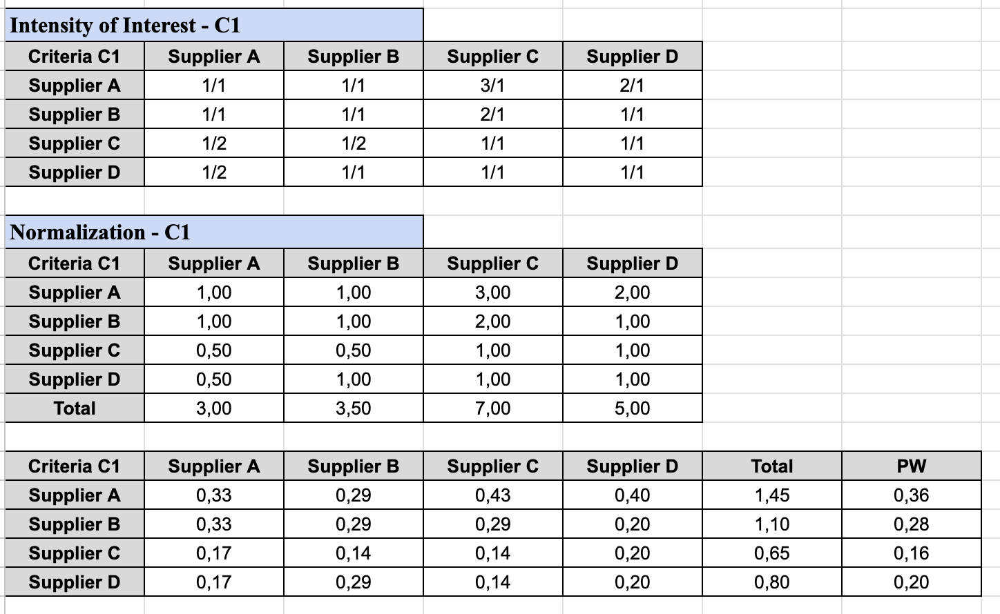 Intensity of Interest - C1
Criteria C1 Supplier A Supplier B Supplier C Supplier D
Supplier A 1/1 1/1 3/1 2/1
Supplier B 1/1 1/1 2/1 1/1
Supplier C 1/2 1/2 1/1 1/1
Supplier D 1/2 1/1 1/1 1/1
Normalization - C1
Criteria C1 Supplier A Supplier B Supplier C Supplier D
Supplier A 1,00 1,00 3,00 2,00
Supplier B 1,00 1,00 2,00 1,00
Supplier C 0,50 0,50 1,00 1,00
Supplier D 0,50 1,00 1,00 1,00
Total 3,00 3,50 7,00 5,00
Criteria C1 Supplier A Supplier B Supplier C Supplier D Total PW
Supplier A 0,33 0,29 0,43 0,40 1,45 0,36
Supplier B 0,33 0,29 0,29 0,20 1,10 0,28
Supplier C 0,17 0,14 0,14 0,20 0,65 0,16
Supplier D 0,17 0,29 0,14 0,20 0,80 0,20